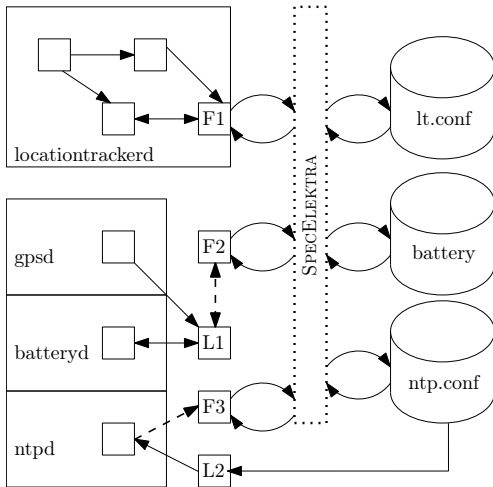 F1
lt.conf
locationtrackerd
SPECELEKTRA
gpsd
F2
battery
batteryd
L1
F3
ntp.conf
ntpd
L2